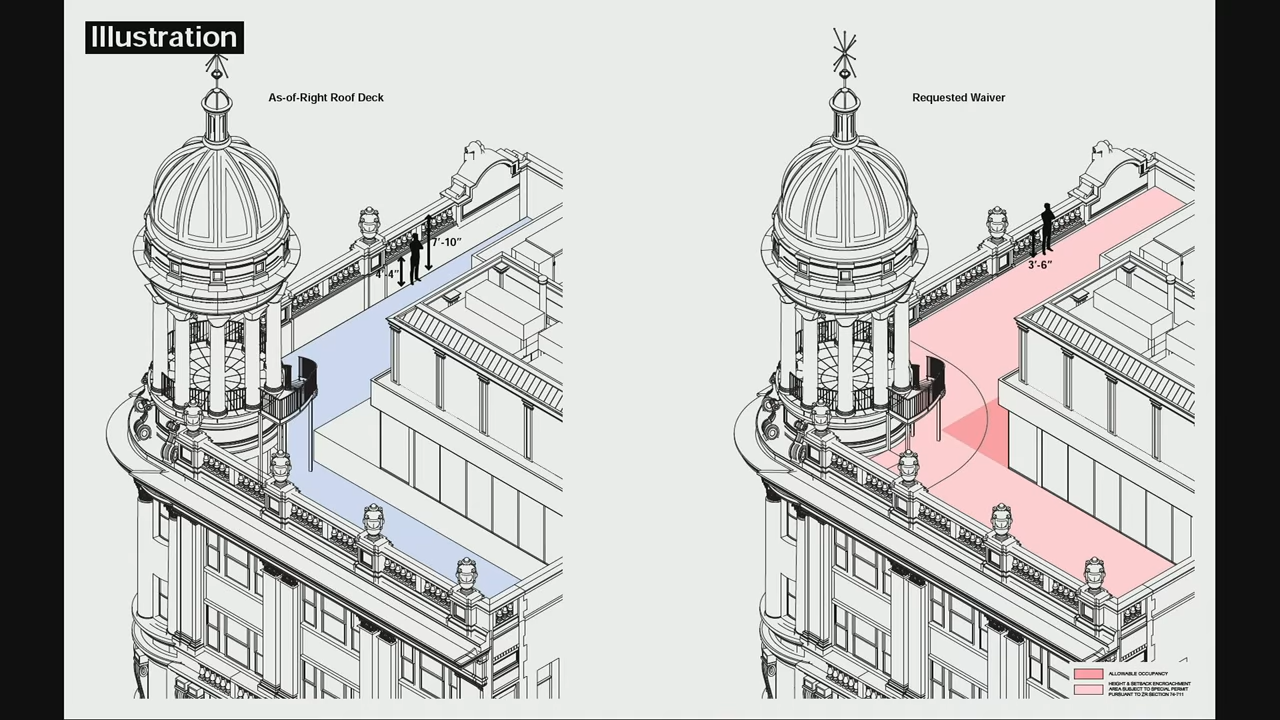 Illustration
As-of-Right Roof Deck
Requested Waiver
7'-10"
4'-4"
3'-6"
ALLOWABLE OCCUPANCY
HEIGHT & SETBACK ENCROACHMENT
AREA SUBJECT TO SPECIAL PERMIT
PURSUANT TO ZR SECTION 74-711